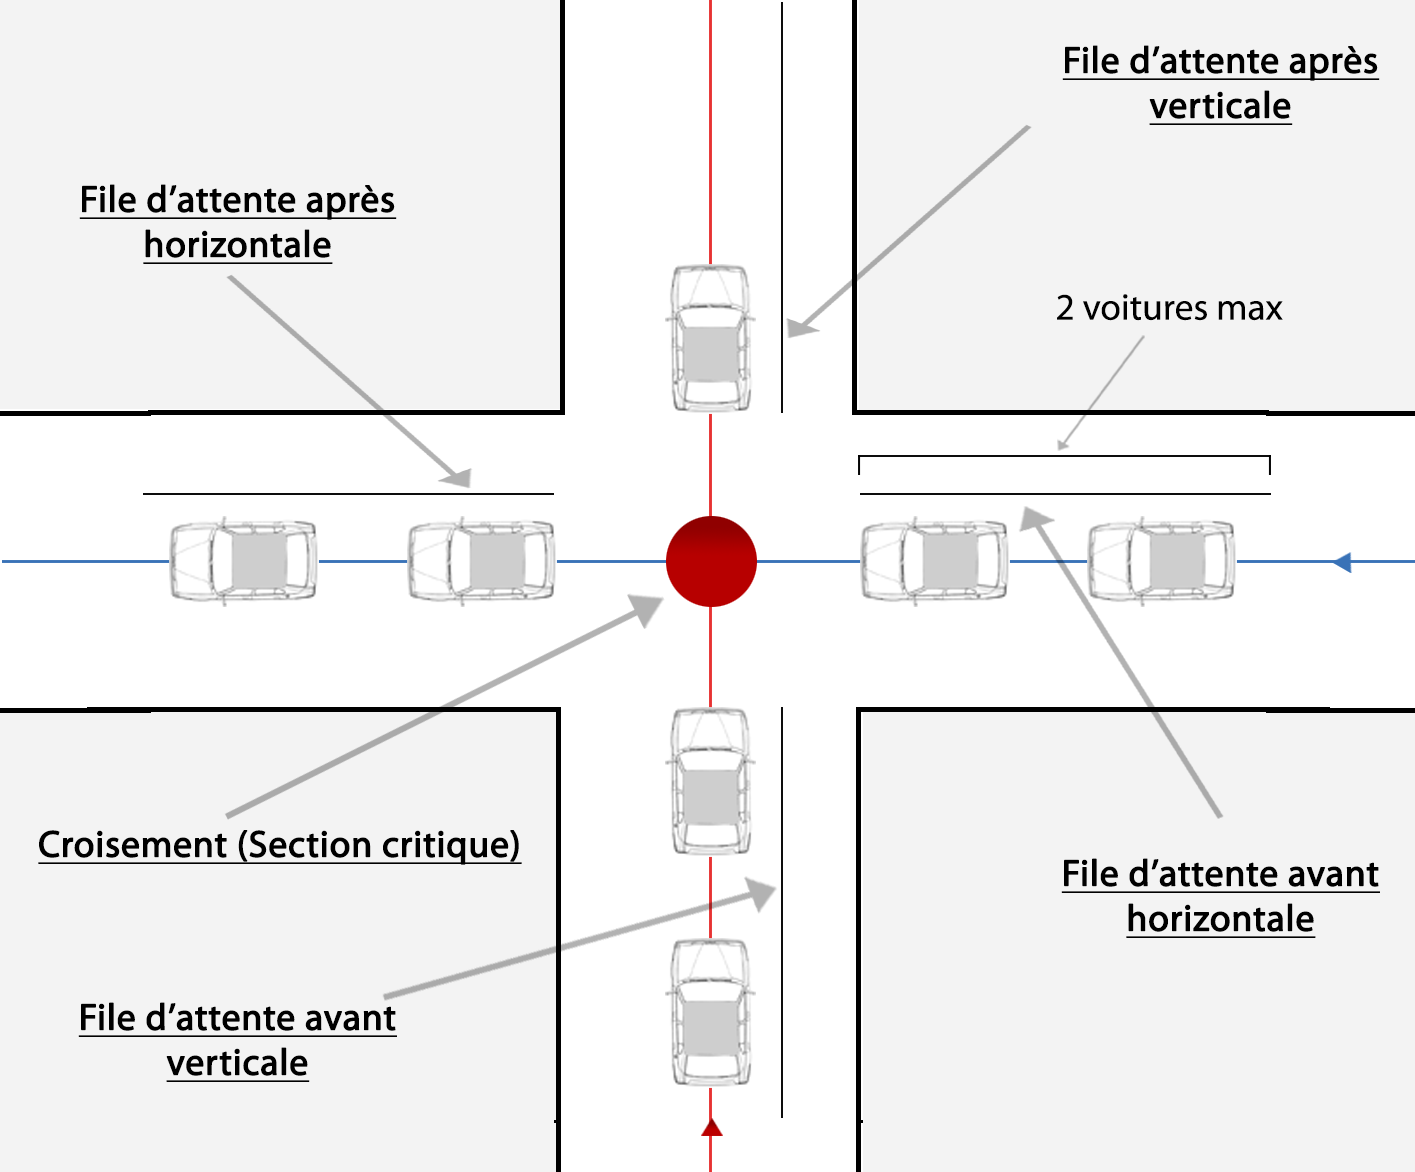 File d’attente après
verticale
File d’attente après
horizontale
2 voitures max
Croisement (Section critique)
File d’attente avant
horizontale
File d’attente avant
verticale